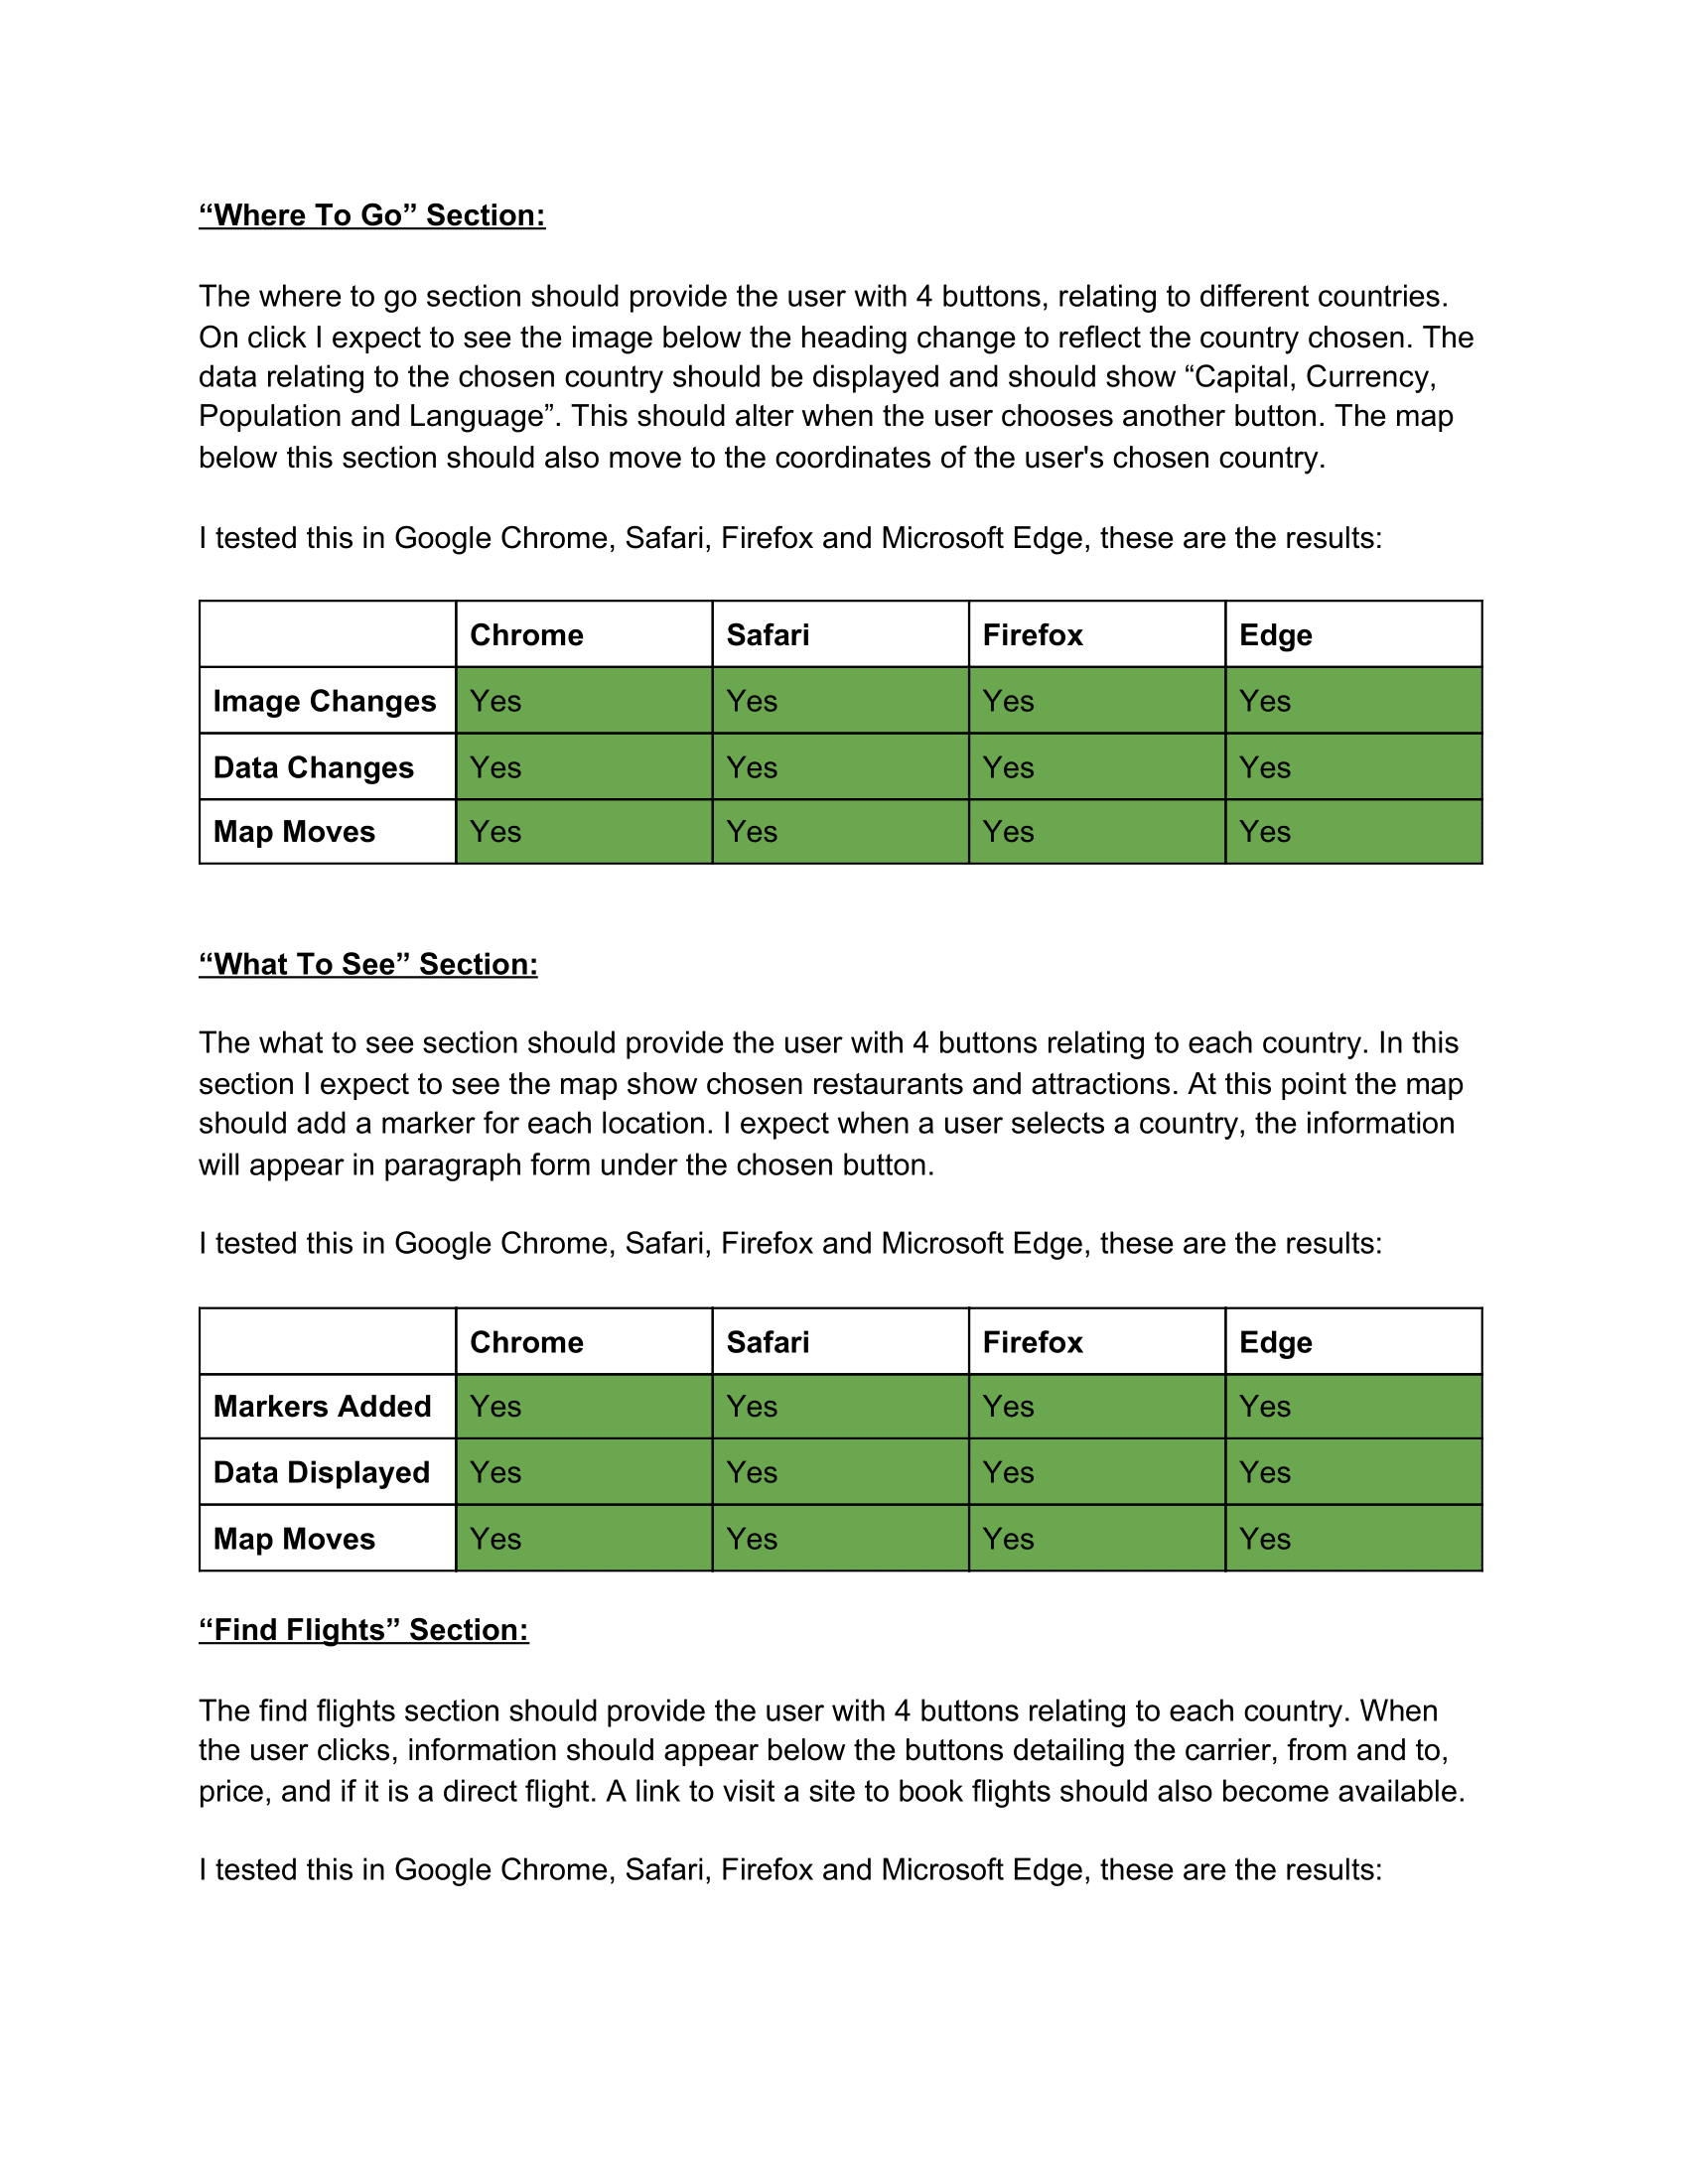 “Where To Go” Section:
The where to go section should provide the user with 4 buttons, relating to different countries.
On click I expect to see the image below the heading change to reflect the country chosen. The
data relating to the chosen country should be displayed and should show “Capital, Currency,
Population and Language”. This should alter when the user chooses another button. The map
below this section should also move to the coordinates of the user's chosen country.
I tested this in Google Chrome, Safari, Firefox and Microsoft Edge, these are the results:
Chrome Safari Firefox Edge
Image Changes Yes Yes Yes Yes
Data Changes Yes Yes Yes Yes
Map Moves Yes Yes Yes Yes
“What To See” Section:
The what to see section should provide the user with 4 buttons relating to each country. In this
section I expect to see the map show chosen restaurants and attractions. At this point the map
should add a marker for each location. I expect when a user selects a country, the information
will appear in paragraph form under the chosen button.
I tested this in Google Chrome, Safari, Firefox and Microsoft Edge, these are the results:
Chrome Safari Firefox Edge
Markers Added Yes Yes Yes Yes
Data Displayed Yes Yes Yes Yes
Map Moves Yes Yes Yes Yes
“Find Flights” Section:
The find flights section should provide the user with 4 buttons relating to each country. When
the user clicks, information should appear below the buttons detailing the carrier, from and to,
price, and if it is a direct flight. A link to visit a site to book flights should also become available.
I tested this in Google Chrome, Safari, Firefox and Microsoft Edge, these are the results: